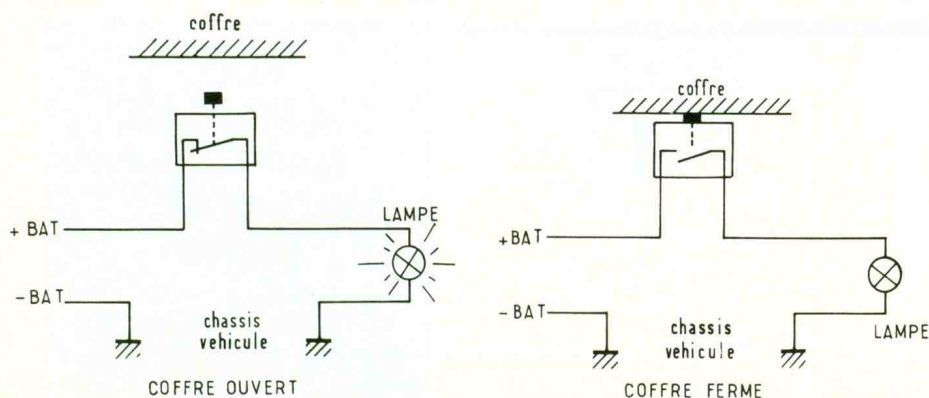 coffre
+ BAT
LAMPE
- BAT
chassis
vehicule
COFFRE OUVERT
coffre
+ BAT
- BAT
chassis
vehicule
LAMPE
COFFRE FERME